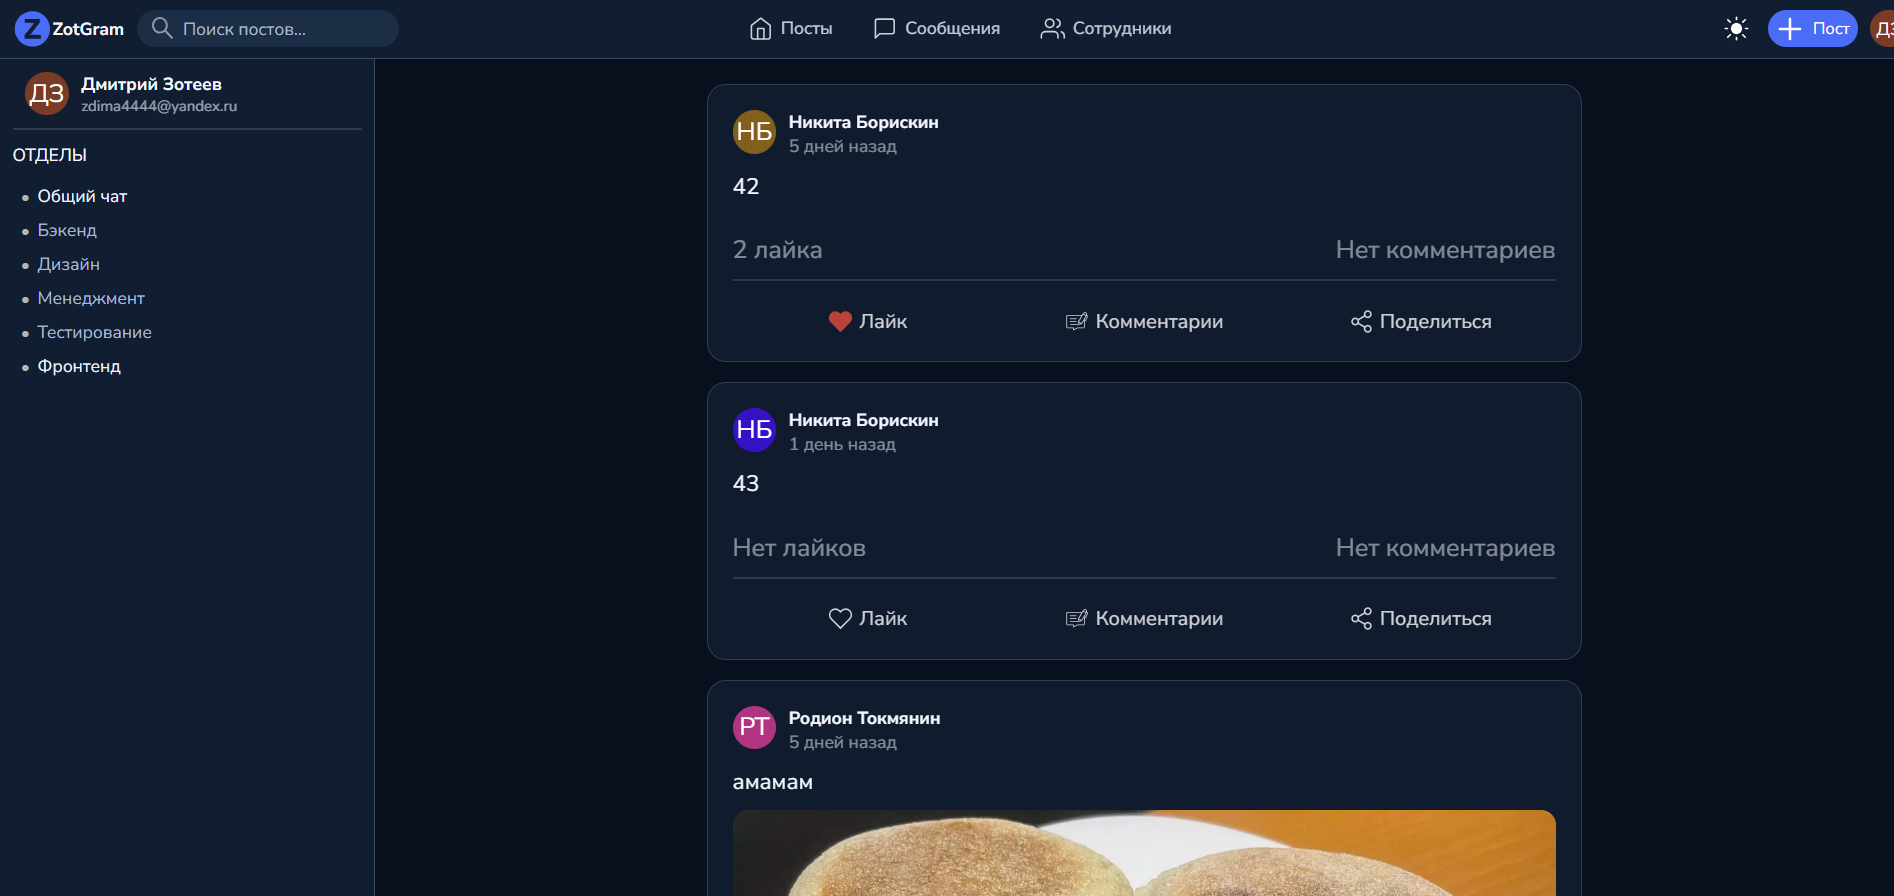 Z ZotGram
Поиск постов...
Посты
Сообщения
Сотрудники
Пост
ДЗ
ДЗ
Дмитрий Зотеев
zdima4444@yandex.ru
ОТДЕЛЫ
Общий чат
Бэкенд
Дизайн
Менеджмент
Тестирование
Фронтенд
НБ
Никита Борискин
5 дней назад
42
2 лайка
Нет комментариев
Лайк
Комментарии
Поделиться
НБ
Никита Борискин
1 день назад
43
Нет лайков
Нет комментариев
Лайк
Комментарии
Поделиться
РТ
Родион Токмянин
5 дней назад
амамам